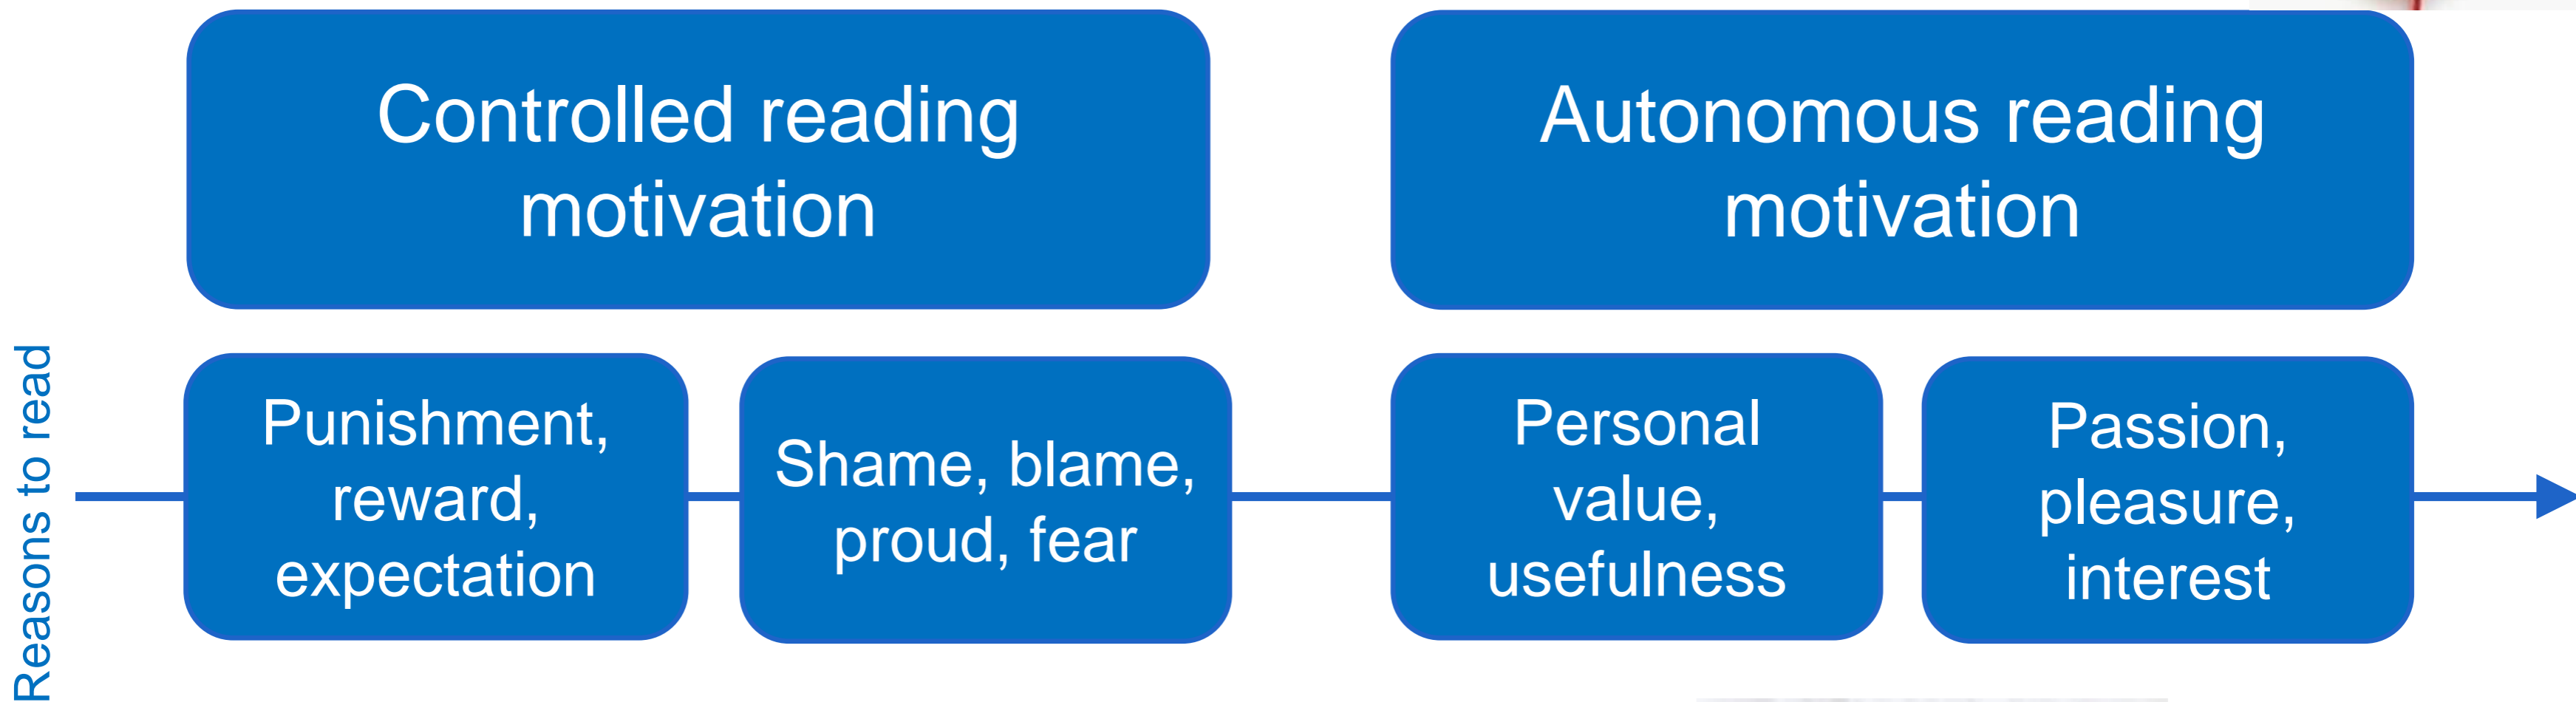 Controlled reading
motivation
Autonomous reading
motivation
Reasons to read
Punishment,
reward,
expectation
Shame, blame,
proud, fear
Personal
value,
usefulness
Passion,
pleasure,
interest